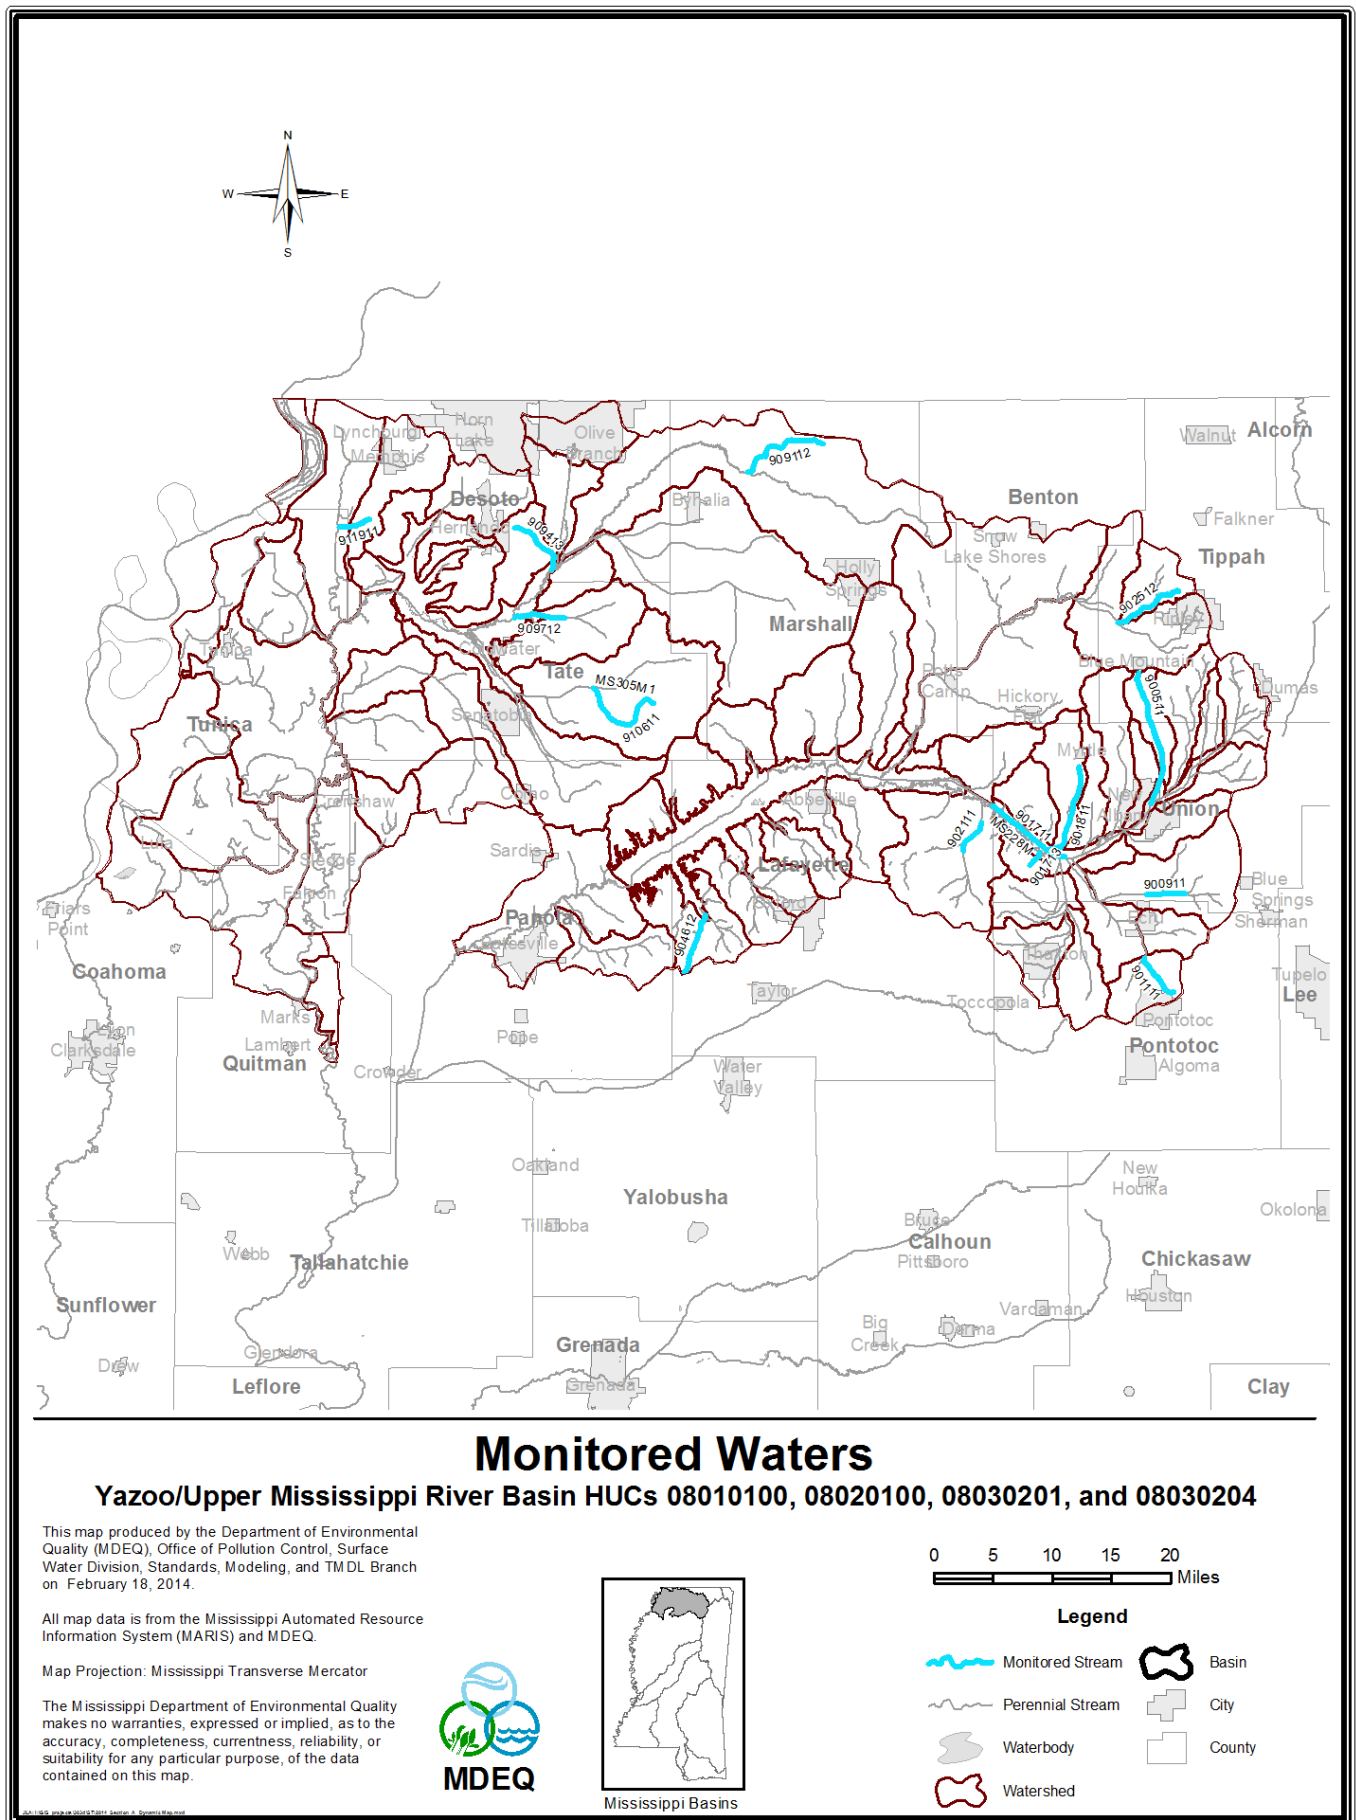 N
W E
S
Horn
Lake
Olive
Branch
Lynchburg
Memphis
Walnut
Alcorn
909112
Desoto
Byhalia
Benton
Hernando
909413
911911
Snow
Lake Shores
Falkner
Tippah
Holly
Springs
902512
Ripley
Marshall
909712
Coldwater
Tunica
Blue Mountain
Tate
Potts
Camp
MS305M1
900541
Dumas
Hickory
Flat
Senatobia
910611
Tunica
Myrtle
Como
Crenshaw
Abbeville
New
Albany
Union
902111
901711
904811
Lula
Sledge
Sardis
Lafayette
Falcon
900911
Blue
Springs
Sherman
Friars
Point
Panola
Oxford
Ecru
Batesville
904612
Thaxton
Coahoma
901111
Tupelo
Lee
Taylor
Toccopola
Marks
Pontotoc
Lyon
Clarksdale
Lambert
Pope
Pontotoc
Quitman
Crowder
Water
Valley
Algoma
Oakland
New
Houlka
Yalobusha
Okolona
Tillatoba
Bruce
Webb
Calhoun
Tallahatchie
Pittsboro
Chickasaw
Sunflower
Houston
Vardaman
Big
Creek
Derma
Grenada
Glendora
Drew
Leflore
Grenada
Clay
Monitored Waters
Yazoo/Upper Mississippi River Basin HUCs 08010100, 08020100, 08030201, and 08030204
This map produced by the Department of Environmental
Quality (MDEQ), Office of Pollution Control, Surface
Water Division, Standards, Modeling, and TMDL Branch
on February 18, 2014.
All map data is from the Mississippi Automated Resource
Information System (MARIS) and MDEQ.
Map Projection: Mississippi Transverse Mercator
The Mississippi Department of Environmental Quality
makes no warranties, expressed or implied, as to the
accuracy, completeness, currentness, reliability, or
suitability for any particular purpose, of the data
contained on this map.
MDEQ
Mississippi Basins
0 5 10 15 20
Miles
Legend
Monitored Stream
Basin
Perennial Stream
City
Waterbody
County
Watershed